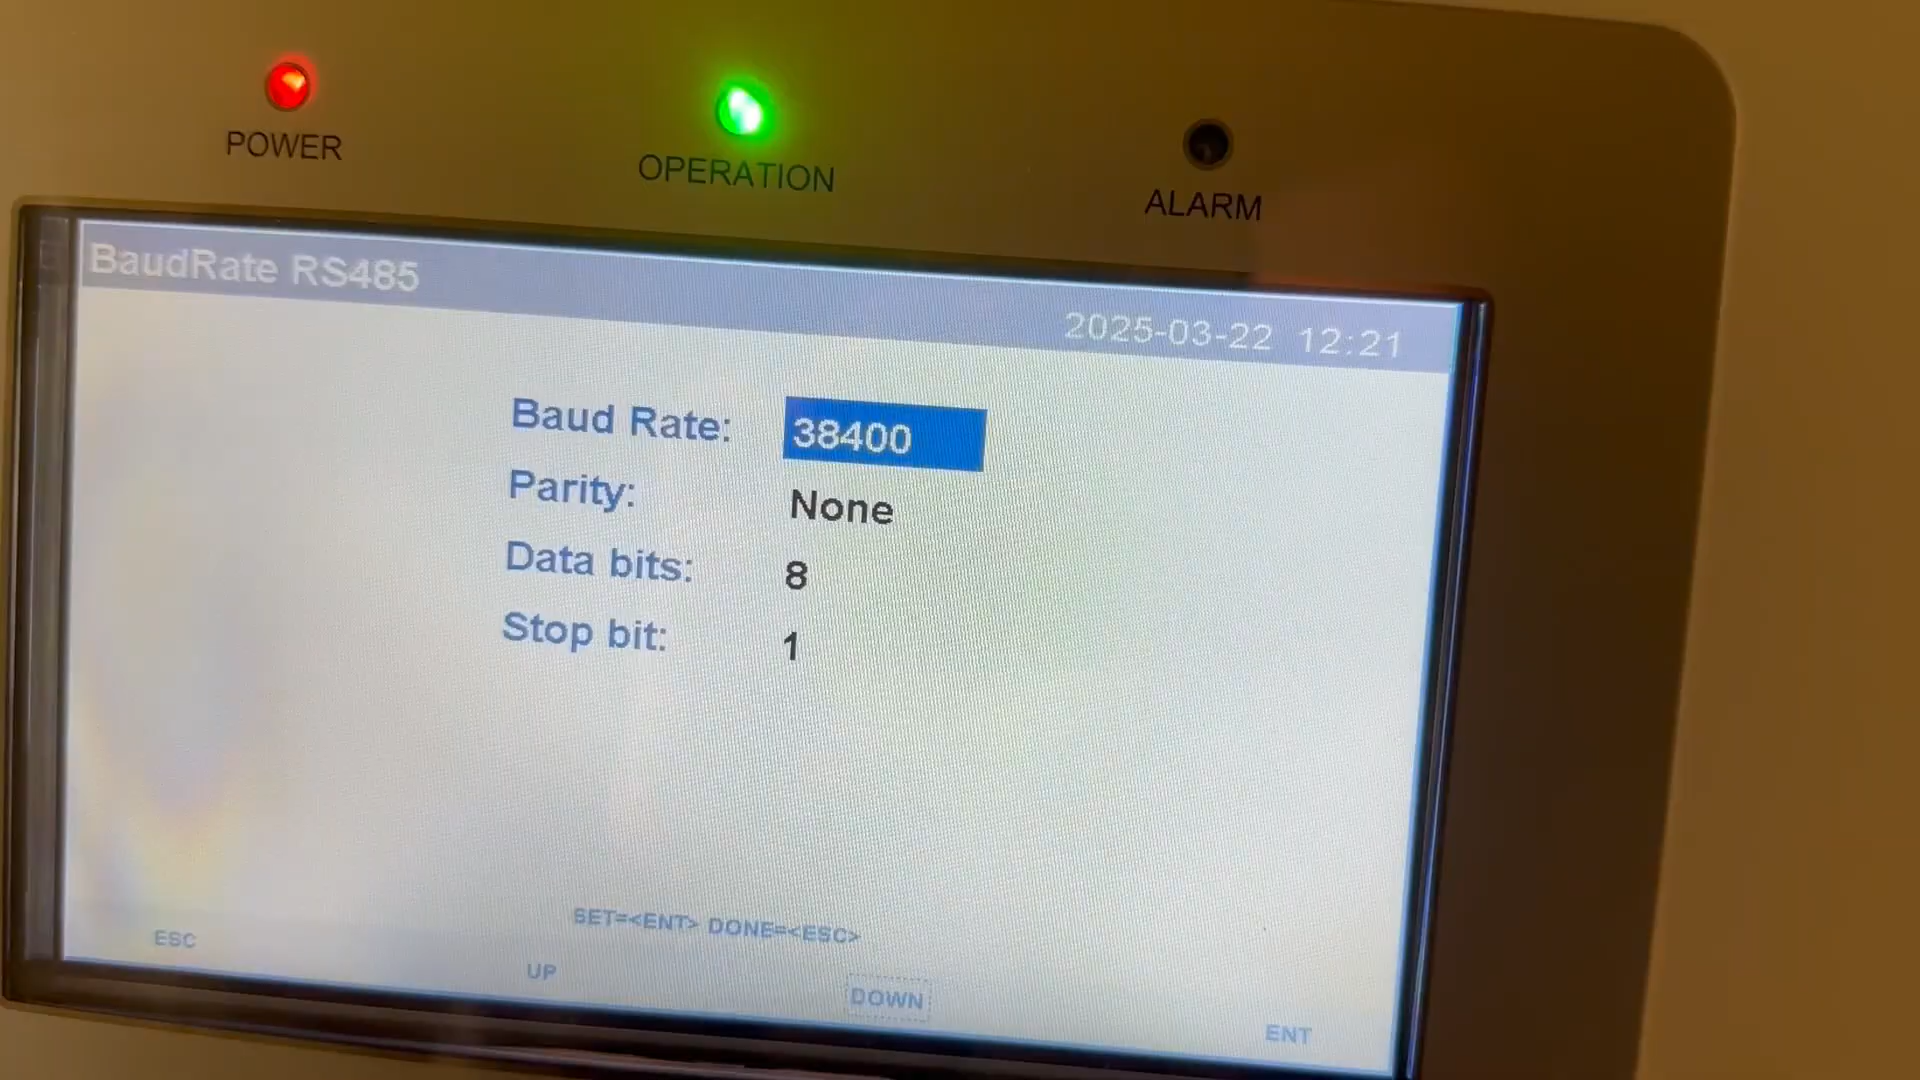 POWER
OPERATION
ALARM
BaudRate RS485
2025-03-22 12:21
Baud Rate: 38400
Parity: None
Data bits: 8
Stop bit: 1
SET=<ENT> DONE=<ESC>
ESC UP DOWN ENT